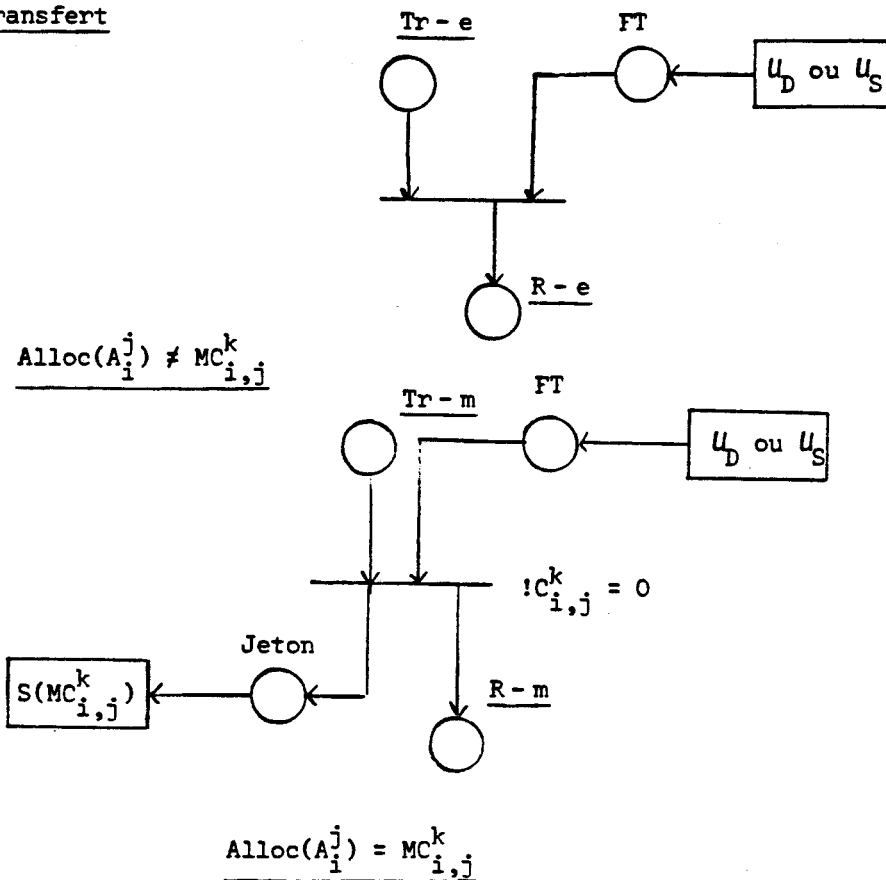 ransfert
Tr - e
FT
U_D ou U_S
R - e
Alloc(A_i^j) ≠ MC_{i,j}^k
Tr - m
FT
U_D ou U_S
!C_{i,j}^k = 0
Jeton
S(MC_{i,j}^k)
R - m
Alloc(A_i^j) = MC_{i,j}^k